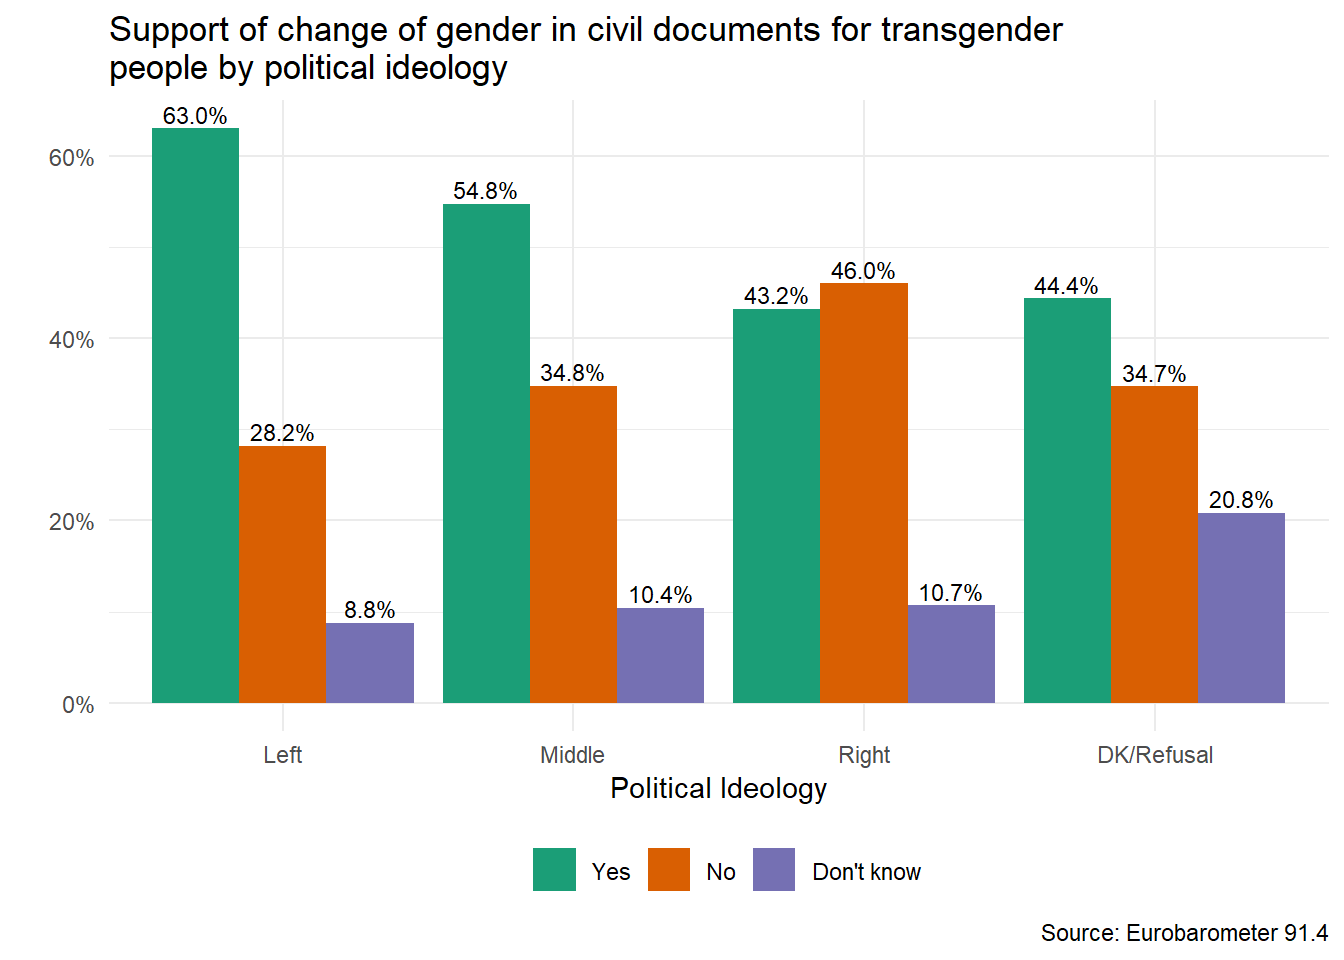 Support of change of gender in civil documents for transgender
people by political ideology
63.0%
54.8%
43.2%
46.0%
44.4%
28.2%
34.8%
34.7%
8.8%
10.4%
10.7%
20.8%
60%
40%
20%
0%
Left
Middle
Right
DK/Refusal
Political Ideology
Yes
No
Don't know
Source: Eurobarometer 91.4